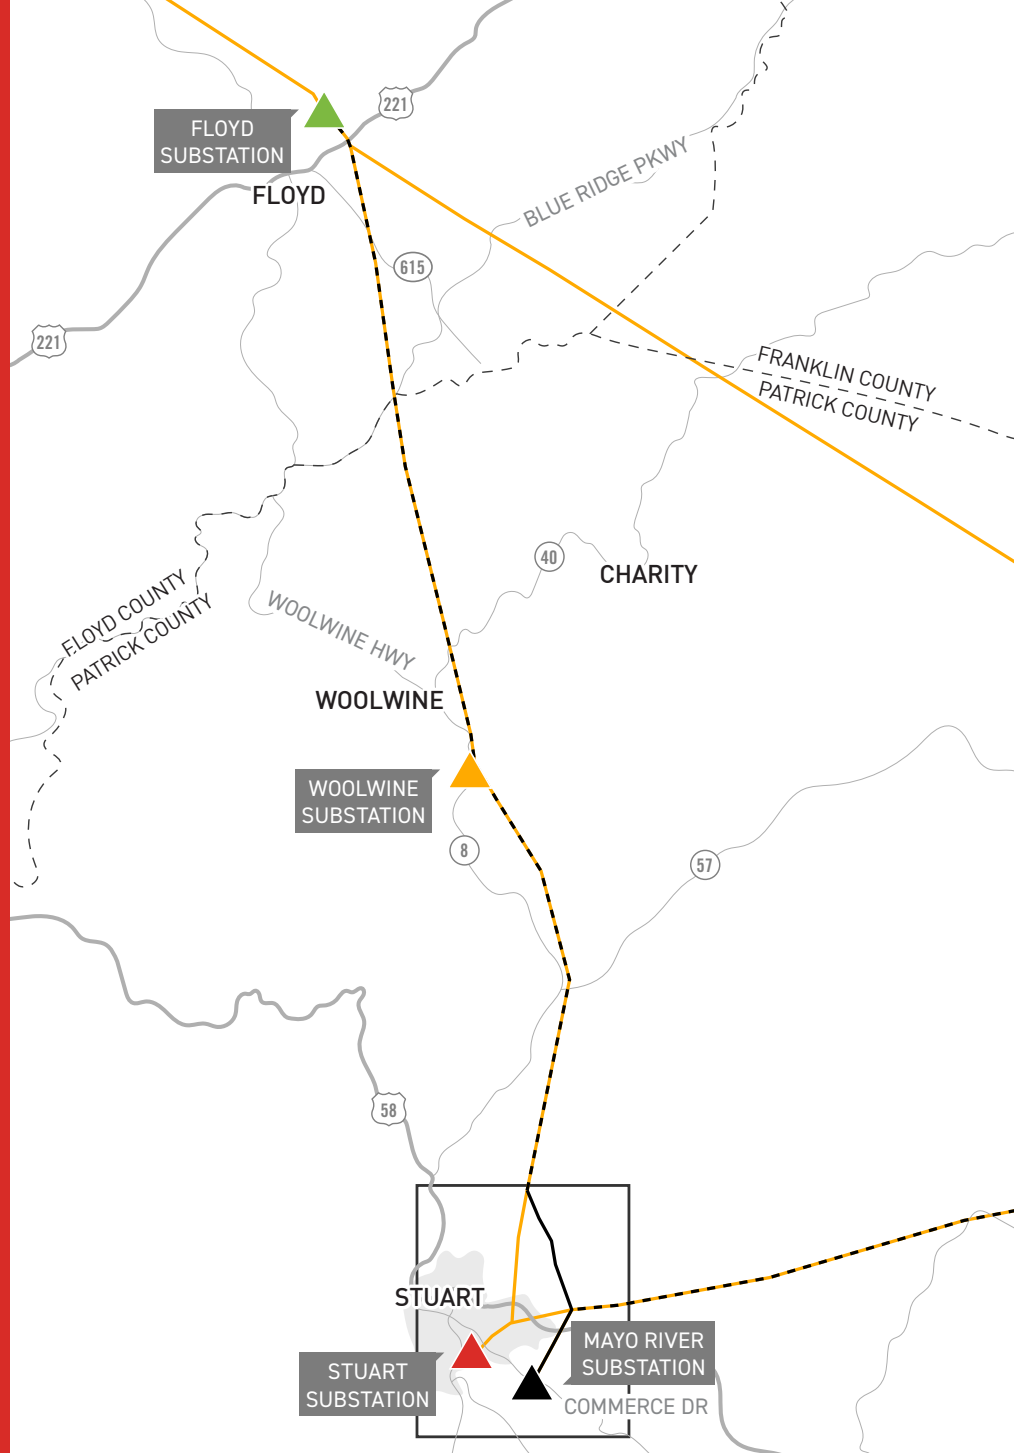 221
FLOYD
SUBSTATION
FLOYD
BLUE RIDGE PKWY
615
221
FRANKLIN COUNTY
PATRICK COUNTY
40
CHARITY
FLOYD COUNTY
PATRICK COUNTY
WOOLWINE HWY
WOOLWINE
WOOLWINE
SUBSTATION
8
57
58
STUART
MAYO RIVER
SUBSTATION
STUART
SUBSTATION
COMMERCE DR